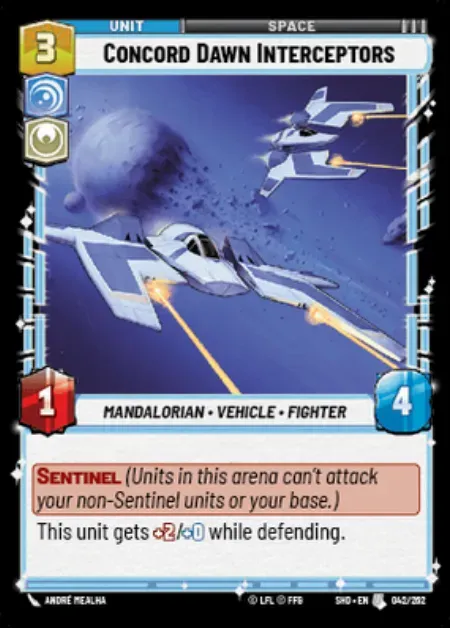 UNIT
SPACE
3
CONCORD DAWN INTERCEPTORS
1
MANDALORIAN • VEHICLE • FIGHTER
4
SENTINEL (Units in this arena can't attack
your non-Sentinel units or your base.)
This unit gets +2/+0 while defending.
ANDRÉ MEALHA
© LFL © FFG
SHD • EN
042/262